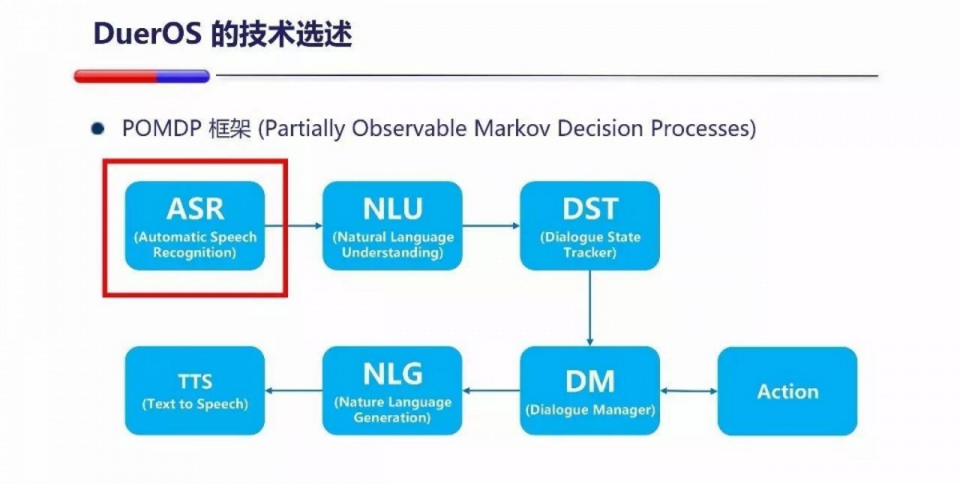 DuerOS 的技术选述
POMDP 框架 (Partially Observable Markov Decision Processes)
ASR
(Automatic Speech
Recognition)
NLU
(Natural Language
Understanding)
DST
(Dialogue State
Tracker)
TTS
(Text to Speech)
NLG
(Nature Language
Generation)
DM
(Dialogue Manager)
Action